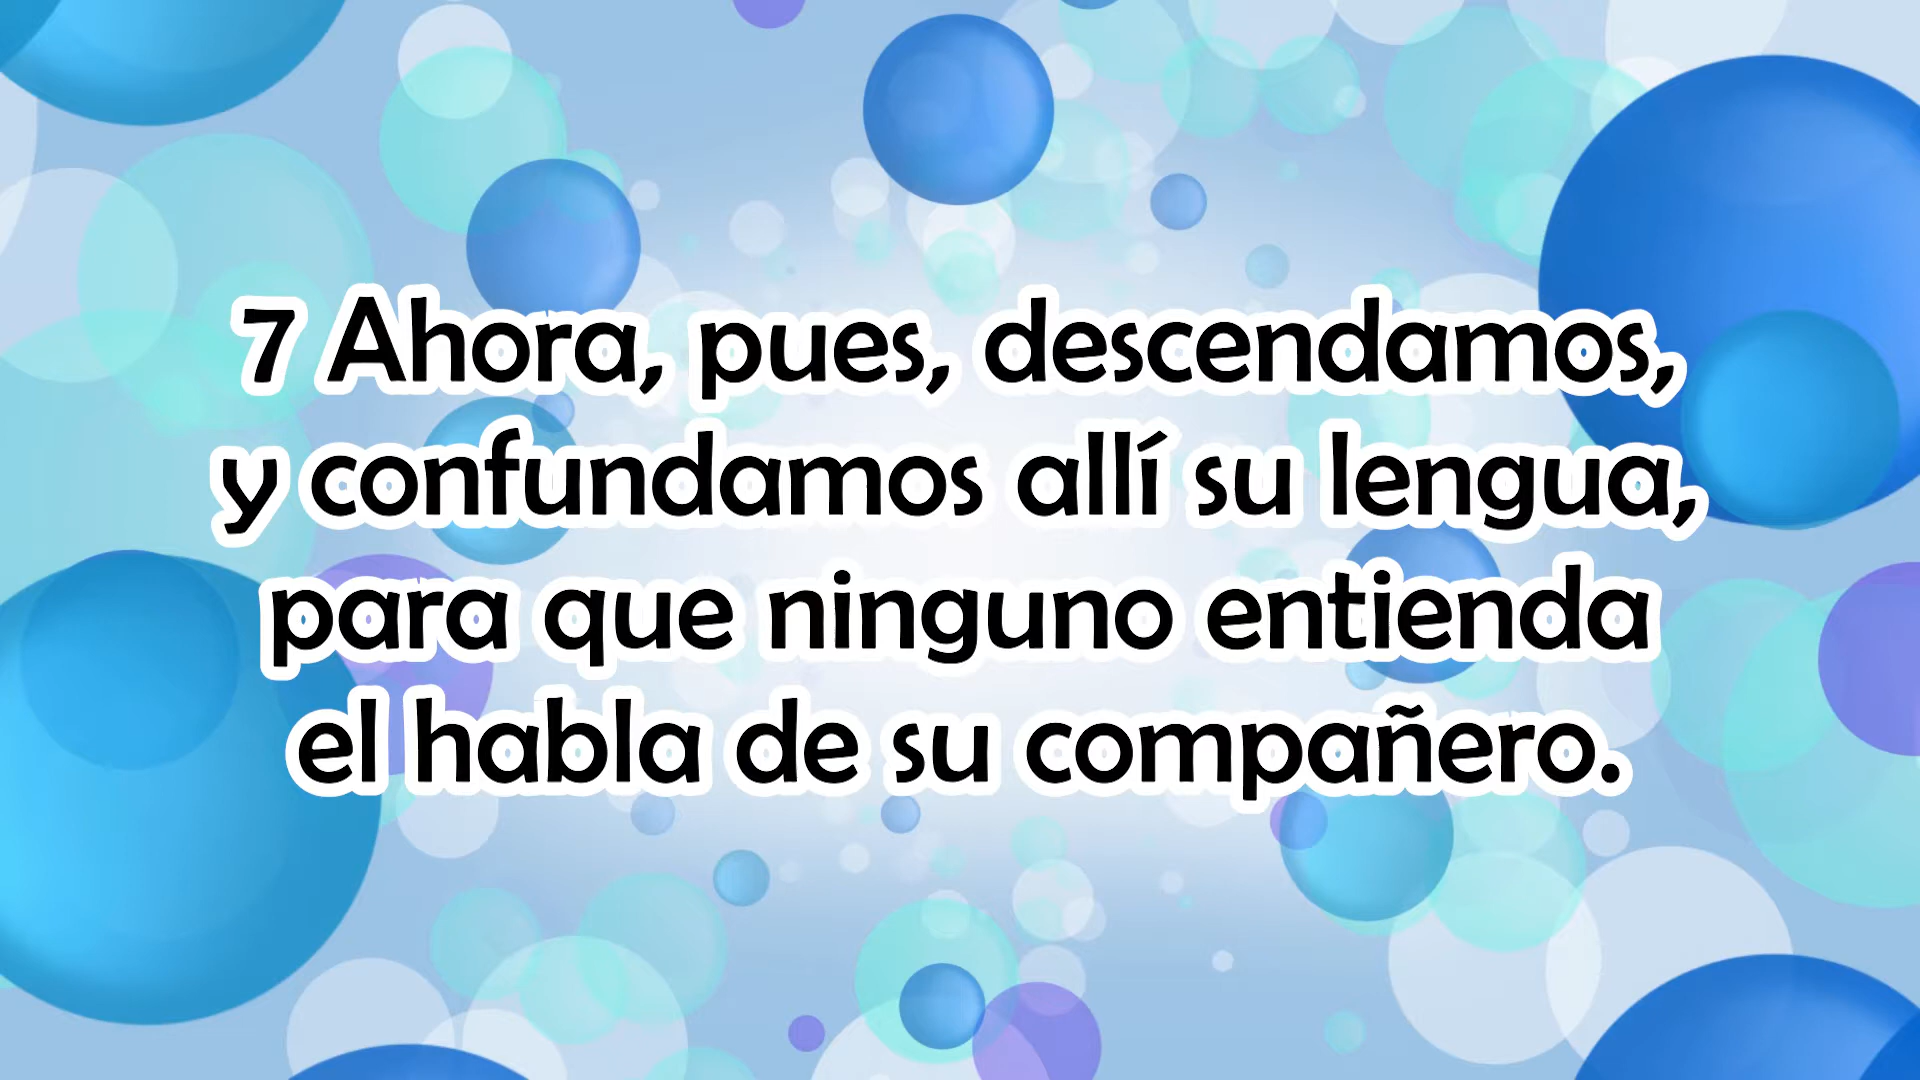 7 Ahora, pues, descendamos,
y confundamos allí su lengua,
para que ninguno entienda
el habla de su compañero.